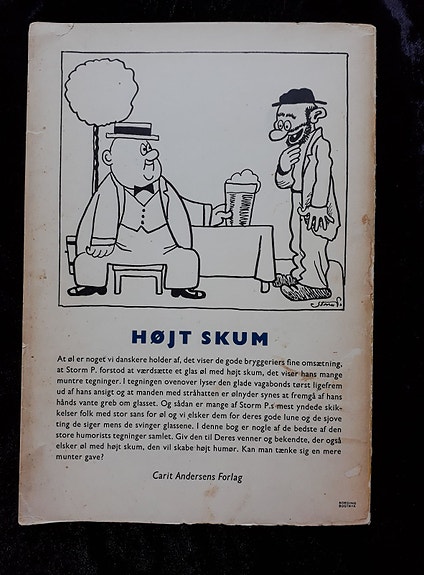 Storm P.
HØJT SKUM
At øl er noget vi danskere holder af, det viser de gode bryggeriers fine omsætning,
at Storm P. forstod at værdsætte et glas øl med højt skum, det viser hans mange
muntre tegninger. I tegningen ovenover lyser den glade vagabonds tørst ligefrem
ud af hans ansigt og at manden med stråhatten er ølnyder synes at fremgå af hans
hånds vante greb om glasset. Og sådan er mange af Storm P.s mest yndede skik-
kelser folk med stor sans for øl og vi elsker dem for deres gode lune og de sjove
ting de siger mens de svinger glassene. I denne bog er nogle af de bedste af den
store humorists tegninger samlet. Giv den til Deres venner og bekendte, der også
elsker øl med højt skum, den vil skabe højt humør. Kan man tænke sig en mere
munter gave?
Carit Andersens Forlag
NORDISK
BOGTRYK